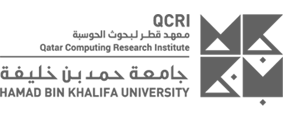 QCRI
معهد قطر لبحوث الحوسبة
Qatar Computing Research Institute
جامعة حمد بن خليفة
HAMAD BIN KHALIFA UNIVERSITY